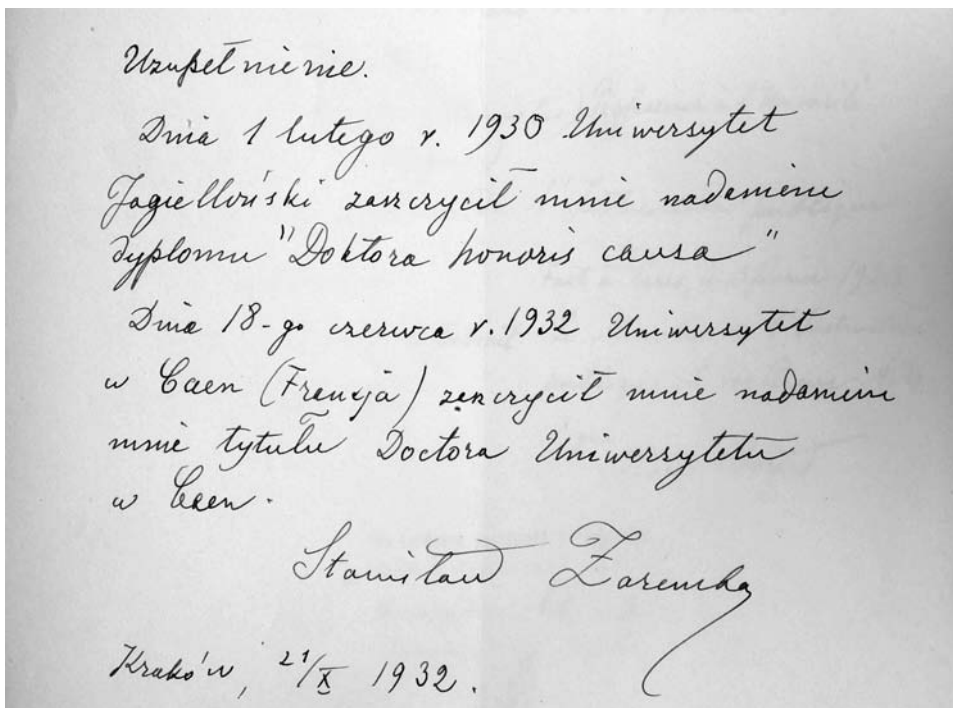 Uzupełnienie.
Dnia 1 lutego r. 1930 Uniwersytet
Jagielloński zaszczycił mnie nadaniem
dyplomu "Doktora honoris causa"
Dnia 18-go czerwca r. 1932 Uniwersytet
w Caen (Francja) zaszczycił mnie nadaniem
mnie tytułu Doctora Uniwersytetu
w Caen.
Stanisław Zaremba
Kraków, 21/X 1932.